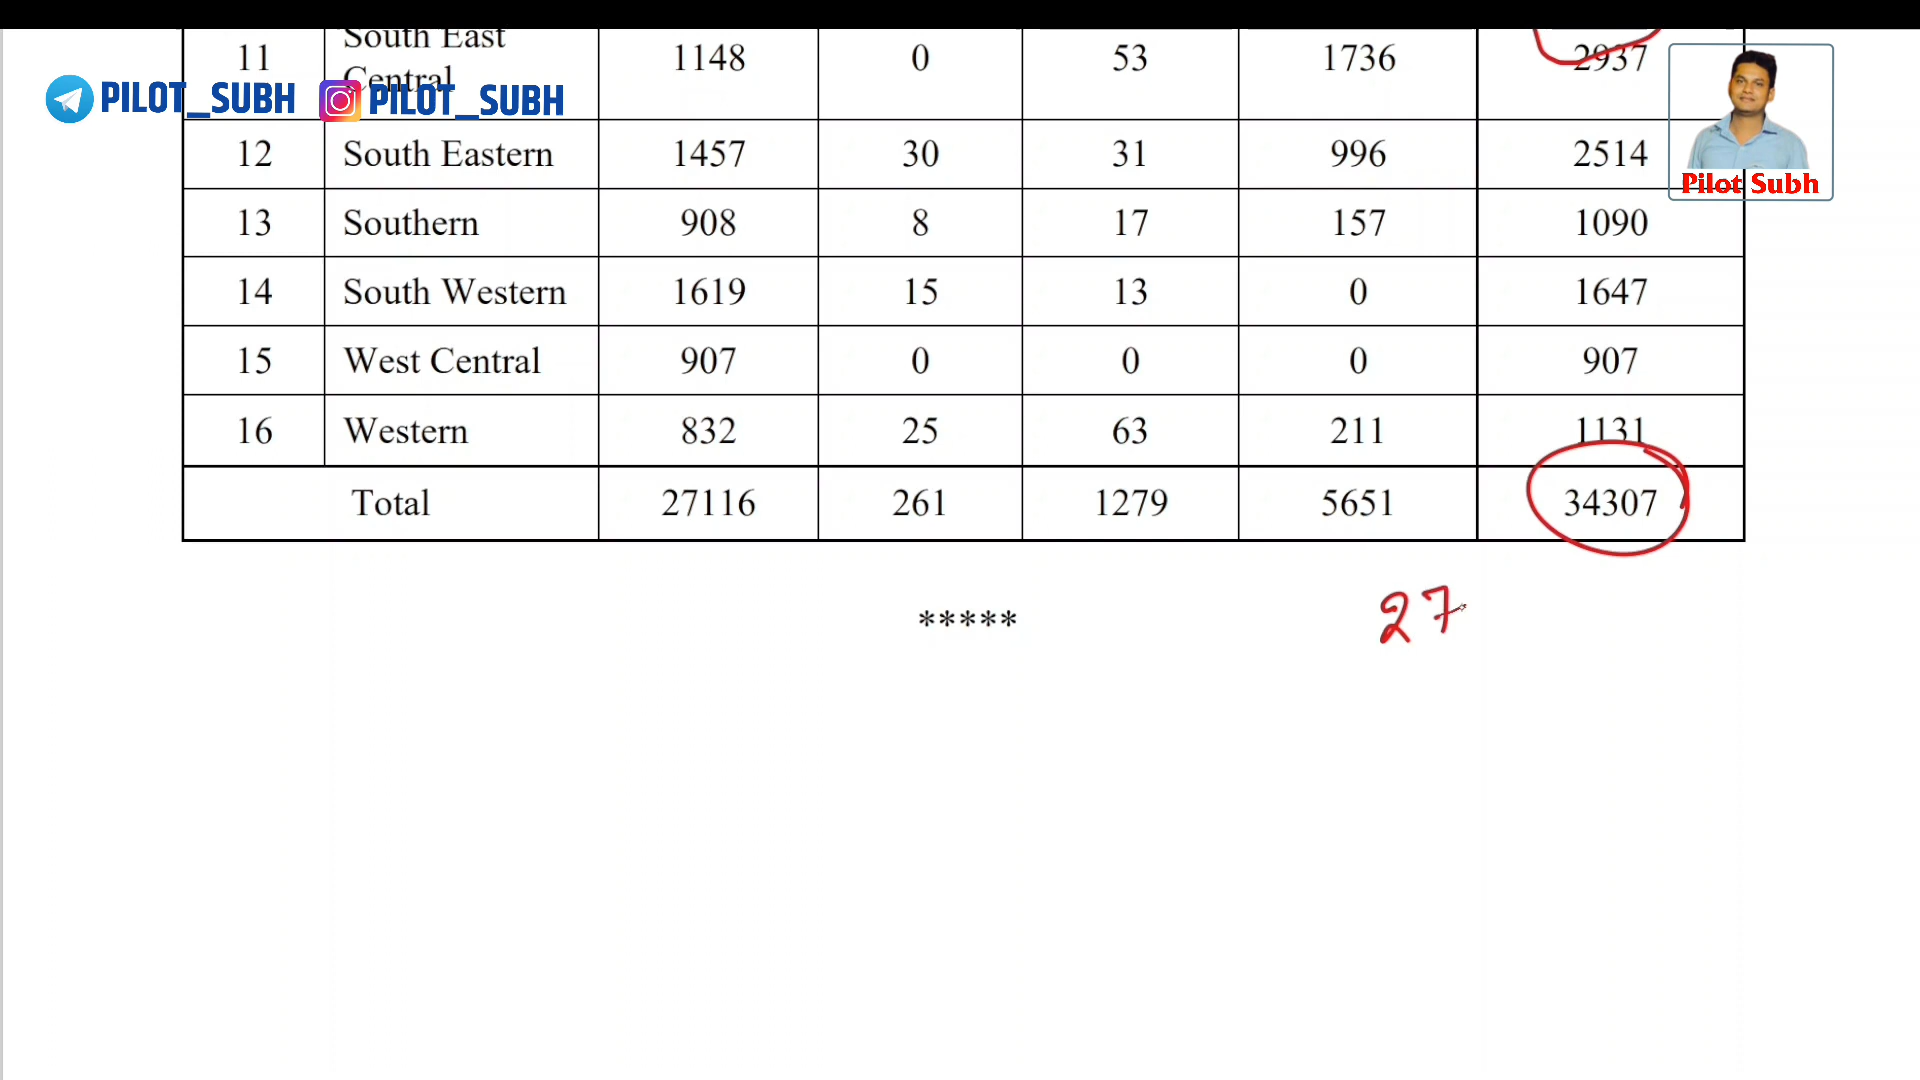 South East
11 1148 0 53 1736 2937
Central
PILOT_SUBH PILOT_SUBH
12 South Eastern 1457 30 31 996 2514
Pilot Subh
13 Southern 908 8 17 157 1090
14 South Western 1619 15 13 0 1647
15 West Central 907 0 0 0 907
16 Western 832 25 63 211 1131
Total 27116 261 1279 5651 34307
***** 27